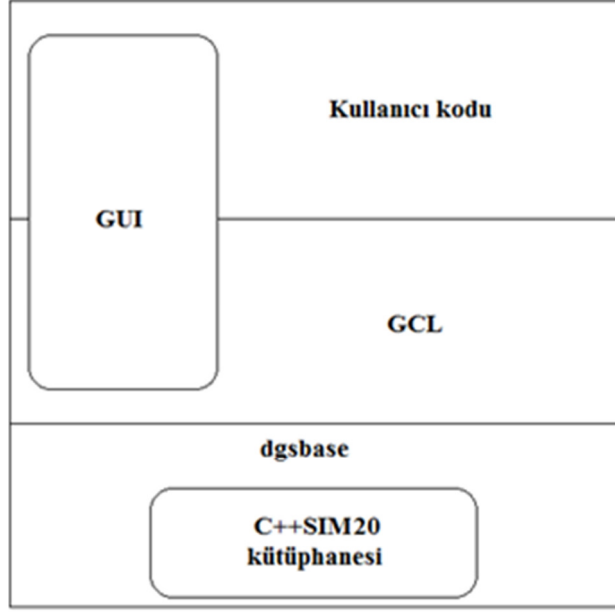 Kullanıcı kodu
GUI
GCL
dgsbase
C++SIM20
kütüphanesi